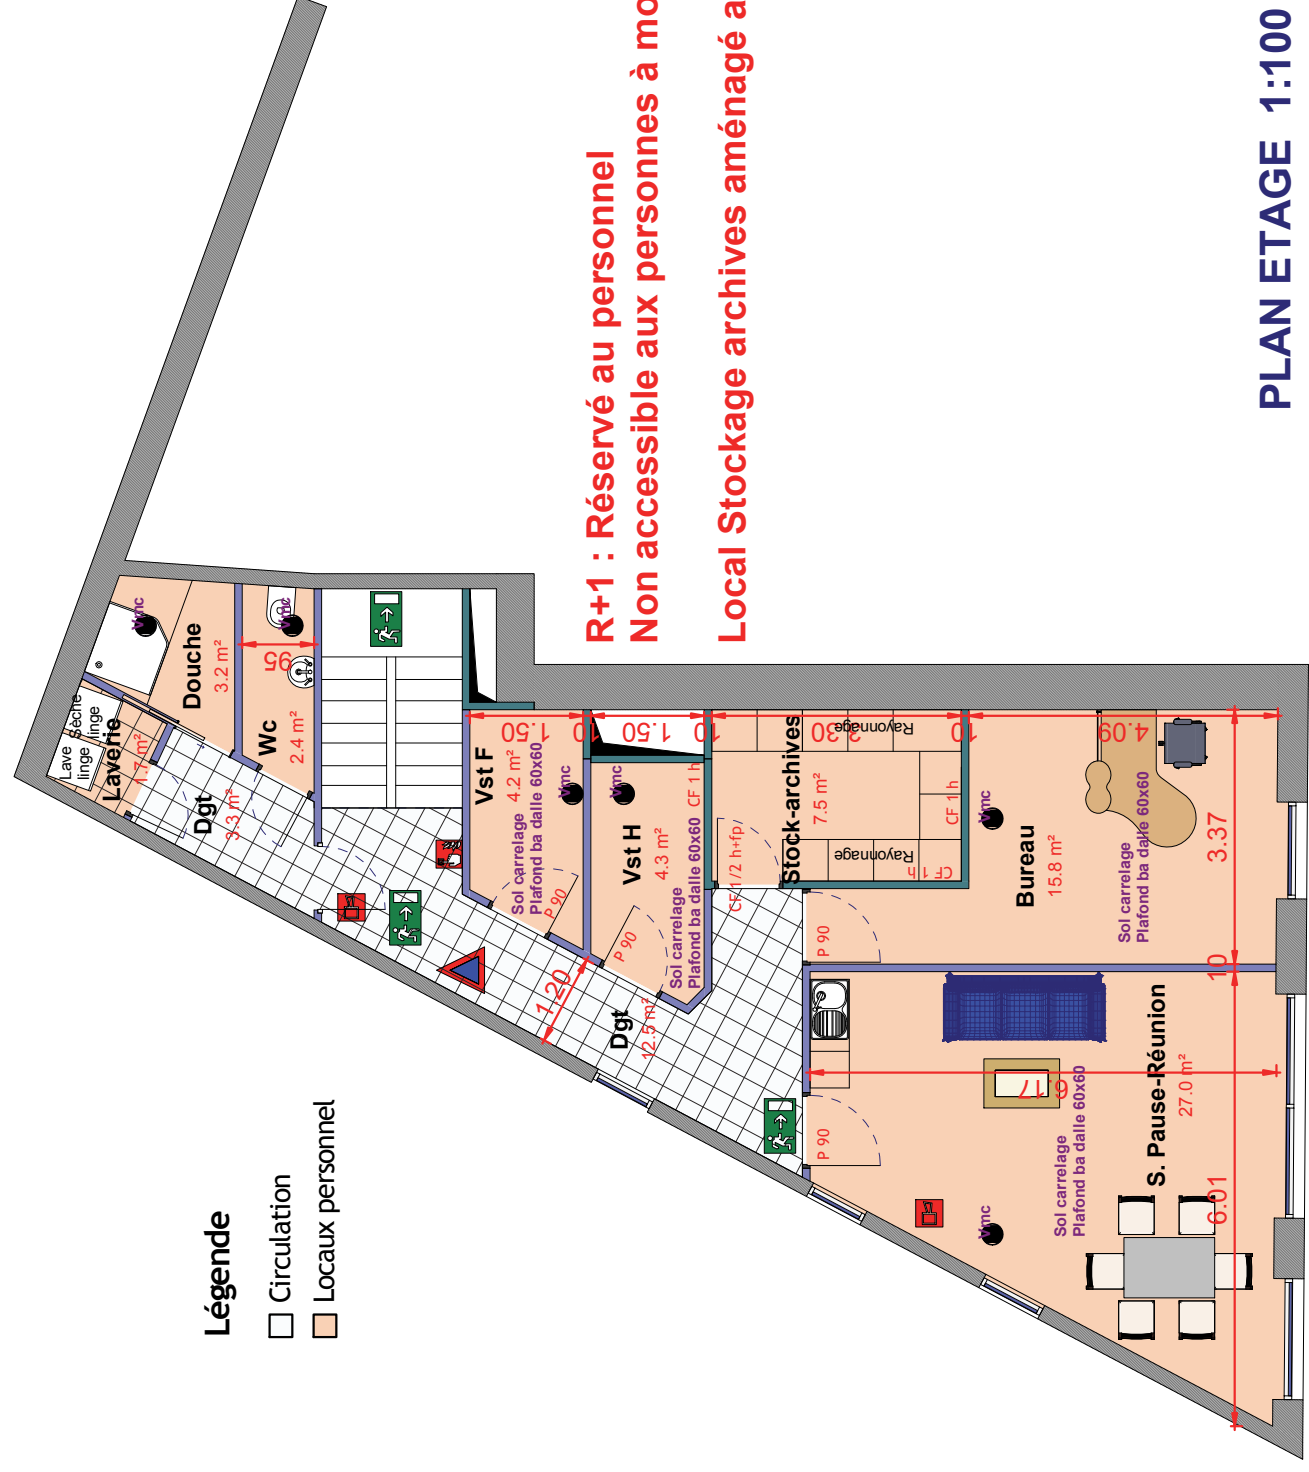 Légende
Circulation
Locaux personnel
R+1 : Réservé au personnel
Non accessible aux personnes à mo
Local Stockage archives aménagé a
PLAN ETAGE 1:100
Lave
linge
Sèche
linge
Laverie
1.7 m²
Douche
3.2 m²
Vmc
Wc
2.4 m²
Vmc
95
Dgt
3.3 m²
Vst F
4.2 m²
Sol carrelage
Plafond ba dalle 60x60
Vmc
P 90
1.50
10
Vst H
4.3 m²
Sol carrelage
Plafond ba dalle 60x60
Vmc
CF 1 h
P 90
1.50
10
1.20
Dgt
12.5 m²
Stock-archives
7.5 m²
CF 1/2 h+fp
Rayonnage
Rayonnage
CF 1 h
CF 1 h
3.30
10
Bureau
15.8 m²
Sol carrelage
Plafond ba dalle 60x60
Vmc
P 90
4.09
3.37
10
S. Pause-Réunion
27.0 m²
Sol carrelage
Plafond ba dalle 60x60
Vmc
P 90
6.17
6.01